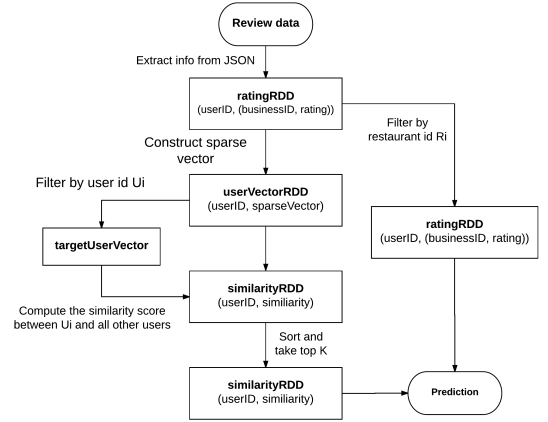 Review data
Extract info from JSON
ratingRDD
(userID, (businessID, rating))
Filter by
restaurant id Ri
Construct sparse
vector
Filter by user id Ui
userVectorRDD
(userID, sparseVector)
targetUserVector
ratingRDD
(userID, (businessID, rating))
similarityRDD
(userID, similiarity)
Compute the similarity score
between Ui and all other users
Sort and
take top K
similarityRDD
(userID, similiarity)
Prediction